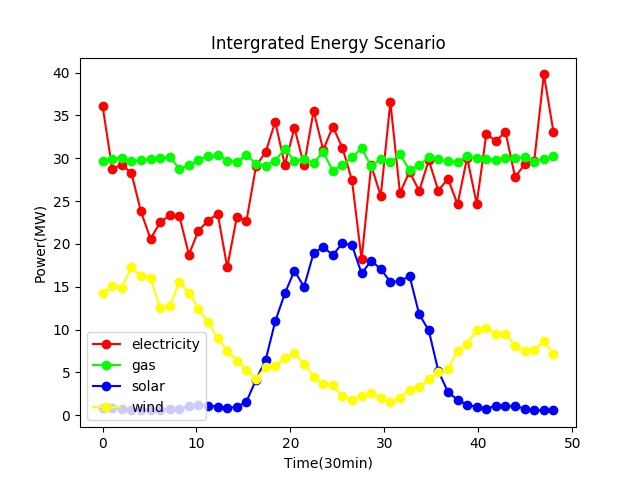 Intergrated Energy Scenario
Power(MW)
40
35
30
25
20
15
10
5
0
electricity
gas
solar
wind
0 10 20 30 40 50
Time(30min)